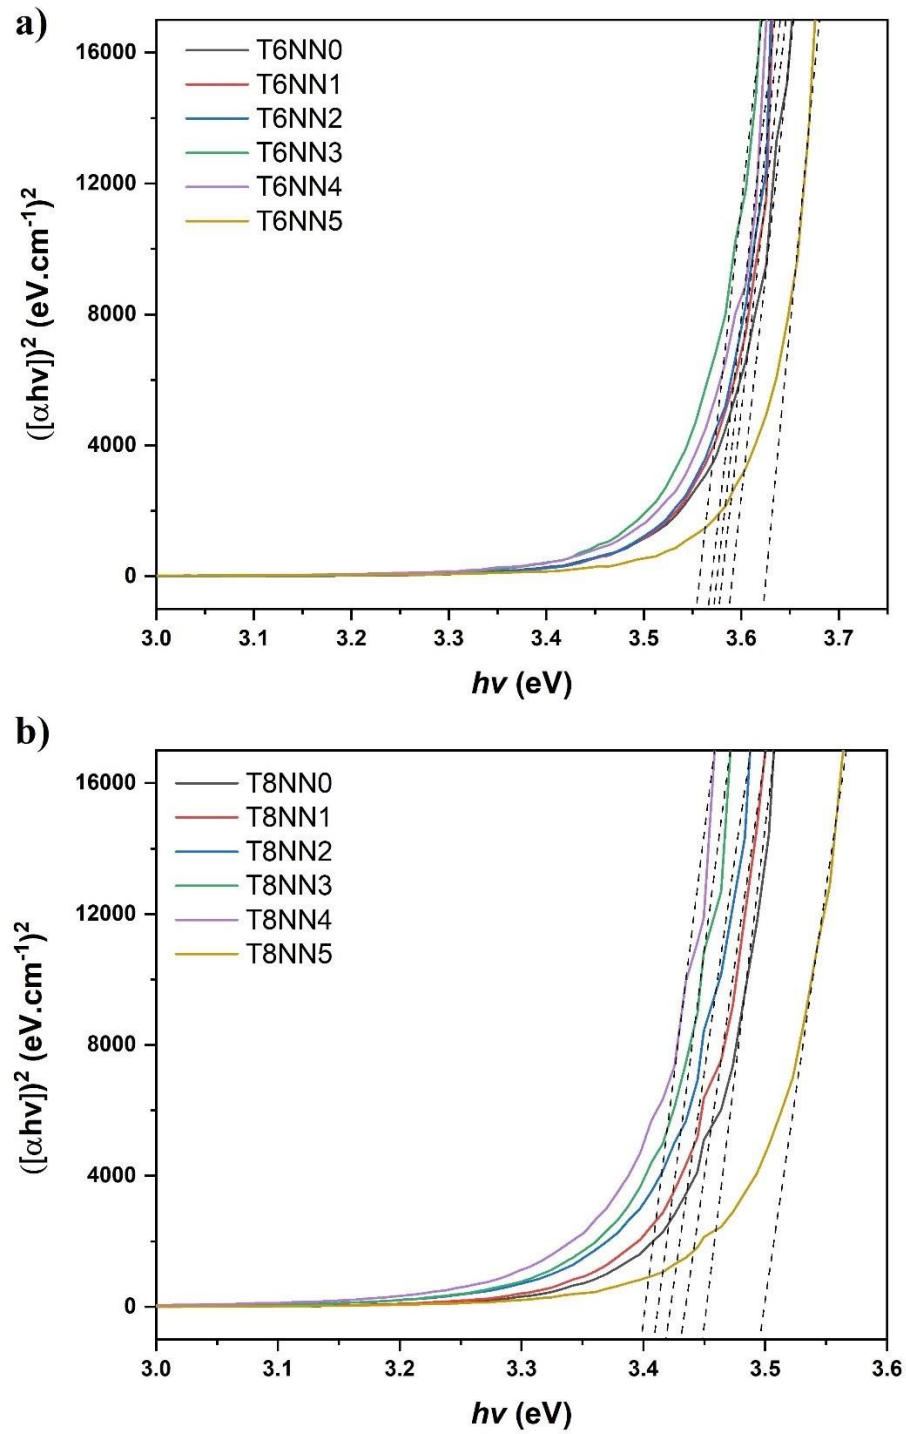 a)
16000
12000
8000
4000
0
([αhν])² (eV.cm⁻¹)²
T6NN0
T6NN1
T6NN2
T6NN3
T6NN4
T6NN5
3.0 3.1 3.2 3.3 3.4 3.5 3.6 3.7
hν (eV)
b)
16000
12000
8000
4000
0
([αhν])² (eV.cm⁻¹)²
T8NN0
T8NN1
T8NN2
T8NN3
T8NN4
T8NN5
3.0 3.1 3.2 3.3 3.4 3.5 3.6
hν (eV)